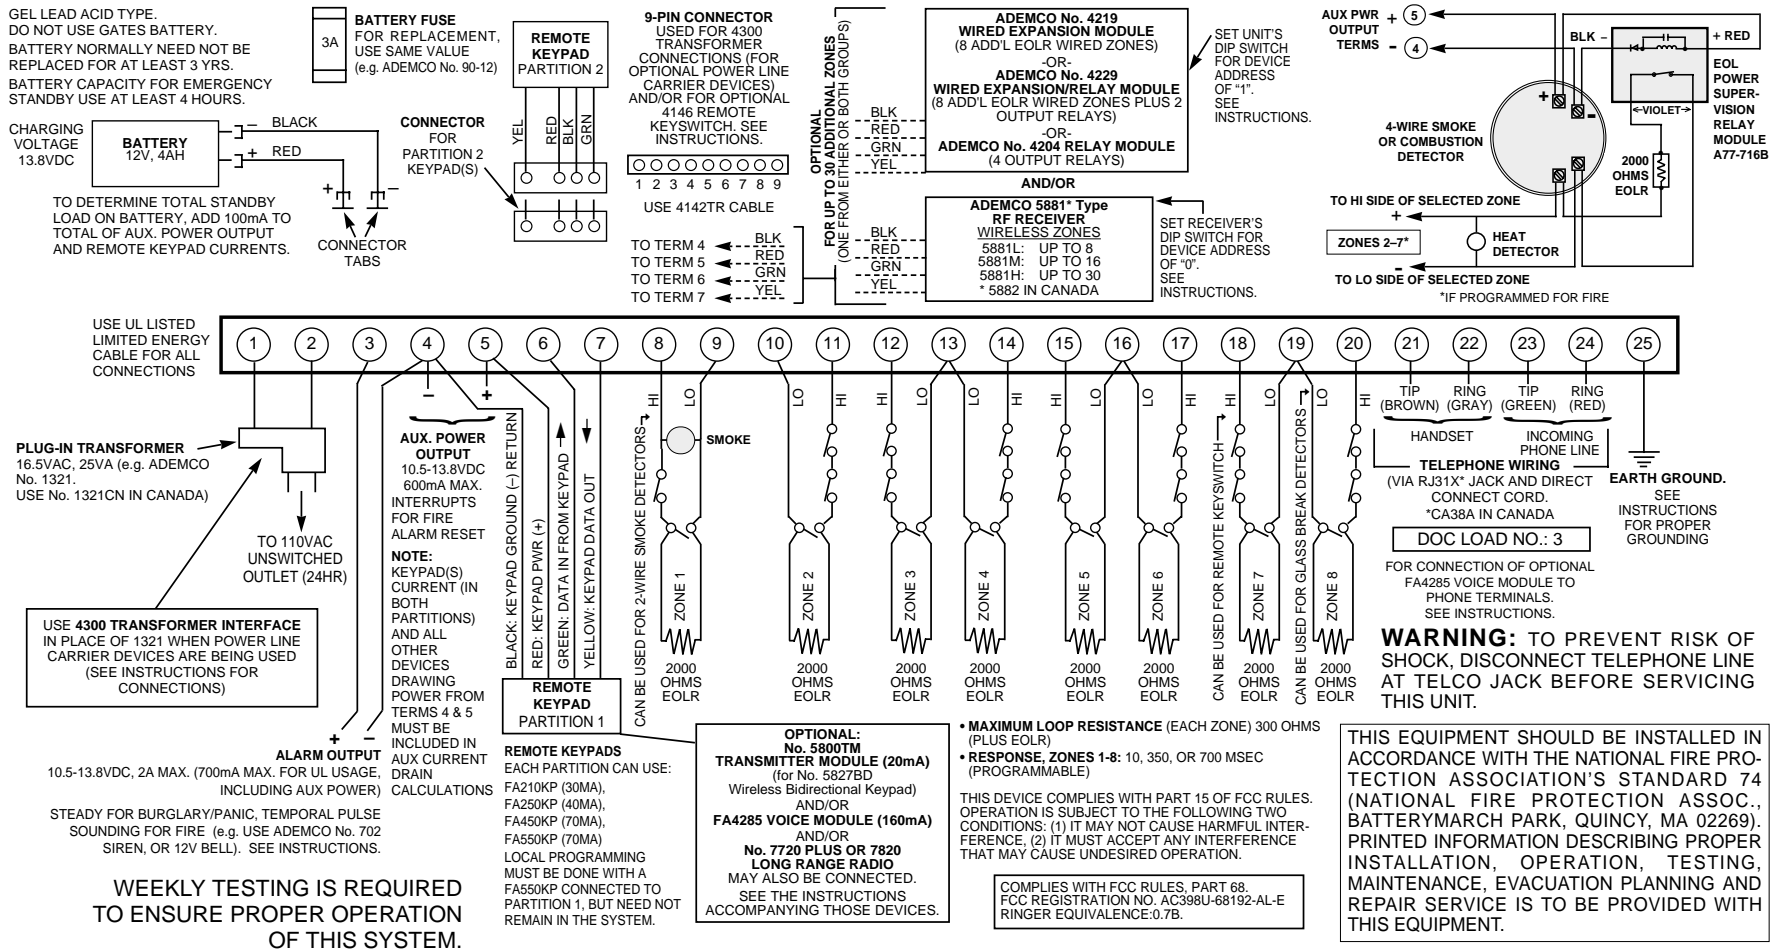 GEL LEAD ACID TYPE.
DO NOT USE GATES BATTERY.
BATTERY NORMALLY NEED NOT BE
REPLACED FOR AT LEAST 3 YRS.
BATTERY CAPACITY FOR EMERGENCY
STANDBY USE AT LEAST 4 HOURS.
CHARGING
VOLTAGE
13.8VDC
BATTERY
12V, 4AH
– BLACK
+ RED
+ –
CONNECTOR
TABS
TO DETERMINE TOTAL STANDBY
LOAD ON BATTERY, ADD 100mA TO
TOTAL OF AUX. POWER OUTPUT
AND REMOTE KEYPAD CURRENTS.
3A
BATTERY FUSE
FOR REPLACEMENT,
USE SAME VALUE
(e.g. ADEMCO No. 90-12)
CONNECTOR
FOR
PARTITION 2
KEYPAD(S)
REMOTE
KEYPAD
PARTITION 2
YEL
RED
BLK
GRN
9-PIN CONNECTOR
USED FOR 4300
TRANSFORMER
CONNECTIONS (FOR
OPTIONAL POWER LINE
CARRIER DEVICES)
AND/OR FOR OPTIONAL
4146 REMOTE
KEYSWITCH. SEE
INSTRUCTIONS.
1 2 3 4 5 6 7 8 9
USE 4142TR CABLE
TO TERM 4 BLK
TO TERM 5 RED
TO TERM 6 GRN
TO TERM 7 YEL
OPTIONAL
FOR UP TO 30 ADDITIONAL ZONES
(ONE FROM EITHER OR BOTH GROUPS)
BLK
RED
GRN
YEL
ADEMCO No. 4219
WIRED EXPANSION MODULE
(8 ADD'L EOLR WIRED ZONES)
-OR-
ADEMCO No. 4229
WIRED EXPANSION/RELAY MODULE
(8 ADD'L EOLR WIRED ZONES PLUS 2
OUTPUT RELAYS)
-OR-
ADEMCO No. 4204 RELAY MODULE
(4 OUTPUT RELAYS)
SET UNIT'S
DIP SWITCH
FOR DEVICE
ADDRESS
OF “1”.
SEE
INSTRUCTIONS.
AND/OR
BLK
RED
GRN
YEL
ADEMCO 5881* Type
RF RECEIVER
WIRELESS ZONES
5881L: UP TO 8
5881M: UP TO 16
5881H: UP TO 30
* 5882 IN CANADA
SET RECEIVER'S
DIP SWITCH FOR
DEVICE ADDRESS
OF “0”.
SEE
INSTRUCTIONS.
AUX PWR + 5
OUTPUT
TERMS - 4
BLK –
+ RED
EOL
POWER
SUPER-
VISION
RELAY
MODULE
A77-716B
VIOLET
+ -
4-WIRE SMOKE
OR COMBUSTION
DETECTOR
2000
OHMS
EOLR
TO HI SIDE OF SELECTED ZONE
+
ZONES 2–7*
HEAT
DETECTOR
-
TO LO SIDE OF SELECTED ZONE
*IF PROGRAMMED FOR FIRE
USE UL LISTED
LIMITED ENERGY
CABLE FOR ALL
CONNECTIONS
1 2 3 4 5 6 7 8 9 10 11 12 13 14 15 16 17 18 19 20 21 22 23 24 25
PLUG-IN TRANSFORMER
16.5VAC, 25VA (e.g. ADEMCO
No. 1321.
USE No. 1321CN IN CANADA)
TO 110VAC
UNSWITCHED
OUTLET (24HR)
USE 4300 TRANSFORMER INTERFACE
IN PLACE OF 1321 WHEN POWER LINE
CARRIER DEVICES ARE BEING USED
(SEE INSTRUCTIONS FOR
CONNECTIONS)
+ –
ALARM OUTPUT
10.5-13.8VDC, 2A MAX. (700mA MAX. FOR UL USAGE,
INCLUDING AUX POWER)
STEADY FOR BURGLARY/PANIC, TEMPORAL PULSE
SOUNDING FOR FIRE (e.g. USE ADEMCO No. 702
SIREN, OR 12V BELL). SEE INSTRUCTIONS.
WEEKLY TESTING IS REQUIRED
TO ENSURE PROPER OPERATION
OF THIS SYSTEM.
– +
AUX. POWER
OUTPUT
10.5-13.8VDC
600mA MAX.
INTERRUPTS
FOR FIRE
ALARM RESET
NOTE:
KEYPAD(S)
CURRENT (IN
BOTH
PARTITIONS)
AND ALL
OTHER
DEVICES
DRAWING
POWER FROM
TERMS 4 & 5
MUST BE
INCLUDED IN
AUX CURRENT
DRAIN
CALCULATIONS
BLACK: KEYPAD GROUND (–) RETURN
RED: KEYPAD PWR (+)
GREEN: DATA IN FROM KEYPAD
YELLOW: KEYPAD DATA OUT
REMOTE
KEYPAD
PARTITION 1
REMOTE KEYPADS
EACH PARTITION CAN USE:
FA210KP (30MA),
FA250KP (40MA),
FA450KP (70MA),
FA550KP (70MA)
LOCAL PROGRAMMING
MUST BE DONE WITH A
FA550KP CONNECTED TO
PARTITION 1, BUT NEED NOT
REMAIN IN THE SYSTEM.
OPTIONAL:
No. 5800TM
TRANSMITTER MODULE (20mA)
(for No. 5827BD
Wireless Bidirectional Keypad)
AND/OR
FA4285 VOICE MODULE (160mA)
AND/OR
No. 7720 PLUS OR 7820
LONG RANGE RADIO
MAY ALSO BE CONNECTED.
SEE THE INSTRUCTIONS
ACCOMPANYING THOSE DEVICES.
CAN BE USED FOR 2-WIRE SMOKE DETECTORS
HI LO
SMOKE
ZONE 1
2000
OHMS
EOLR
LO HI
ZONE 2
2000
OHMS
EOLR
HI LO
ZONE 3
2000
OHMS
EOLR
LO HI
ZONE 4
2000
OHMS
EOLR
HI LO
ZONE 5
2000
OHMS
EOLR
LO HI
ZONE 6
2000
OHMS
EOLR
CAN BE USED FOR REMOTE KEYSWITCH
HI LO
ZONE 7
2000
OHMS
EOLR
CAN BE USED FOR GLASS BREAK DETECTORS
LO HI
ZONE 8
2000
OHMS
EOLR
• MAXIMUM LOOP RESISTANCE (EACH ZONE) 300 OHMS
(PLUS EOLR)
• RESPONSE, ZONES 1-8: 10, 350, OR 700 MSEC
(PROGRAMMABLE)
THIS DEVICE COMPLIES WITH PART 15 OF FCC RULES.
OPERATION IS SUBJECT TO THE FOLLOWING TWO
CONDITIONS: (1) IT MAY NOT CAUSE HARMFUL INTER-
FERENCE, (2) IT MUST ACCEPT ANY INTERFERENCE
THAT MAY CAUSE UNDESIRED OPERATION.
COMPLIES WITH FCC RULES, PART 68.
FCC REGISTRATION NO. AC398U-68192-AL-E
RINGER EQUIVALENCE:0.7B.
TIP
(BROWN)
RING
(GRAY)
TIP
(GREEN)
RING
(RED)
HANDSET
INCOMING
PHONE LINE
TELEPHONE WIRING
(VIA RJ31X* JACK AND DIRECT
CONNECT CORD.
*CA38A IN CANADA
DOC LOAD NO.: 3
FOR CONNECTION OF OPTIONAL
FA4285 VOICE MODULE TO
PHONE TERMINALS.
SEE INSTRUCTIONS.
EARTH GROUND.
SEE
INSTRUCTIONS
FOR PROPER
GROUNDING
WARNING: TO PREVENT RISK OF
SHOCK, DISCONNECT TELEPHONE LINE
AT TELCO JACK BEFORE SERVICING
THIS UNIT.
THIS EQUIPMENT SHOULD BE INSTALLED IN
ACCORDANCE WITH THE NATIONAL FIRE PRO-
TECTION ASSOCIATION'S STANDARD 74
(NATIONAL FIRE PROTECTION ASSOC.,
BATTERYMARCH PARK, QUINCY, MA 02269).
PRINTED INFORMATION DESCRIBING PROPER
INSTALLATION, OPERATION, TESTING,
MAINTENANCE, EVACUATION PLANNING AND
REPAIR SERVICE IS TO BE PROVIDED WITH
THIS EQUIPMENT.